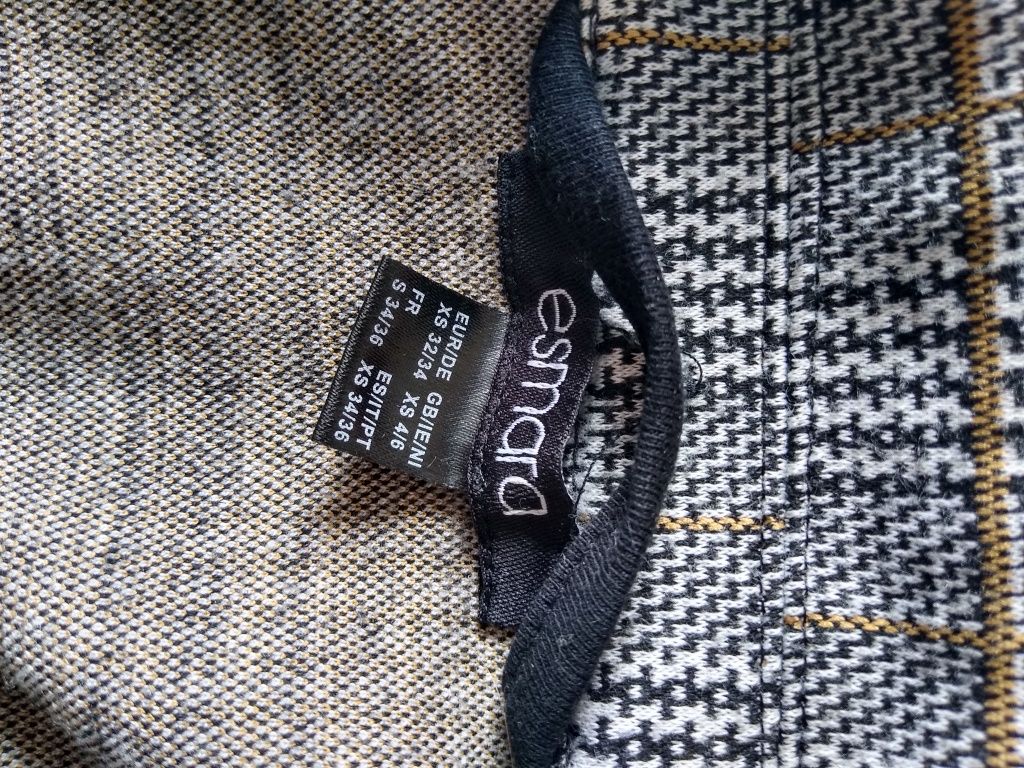 esmara
EUR/DE GB/IE/NI
XS 32/34 XS 4/6
FR ES/IT/PT
S 34/36 XS 34/36